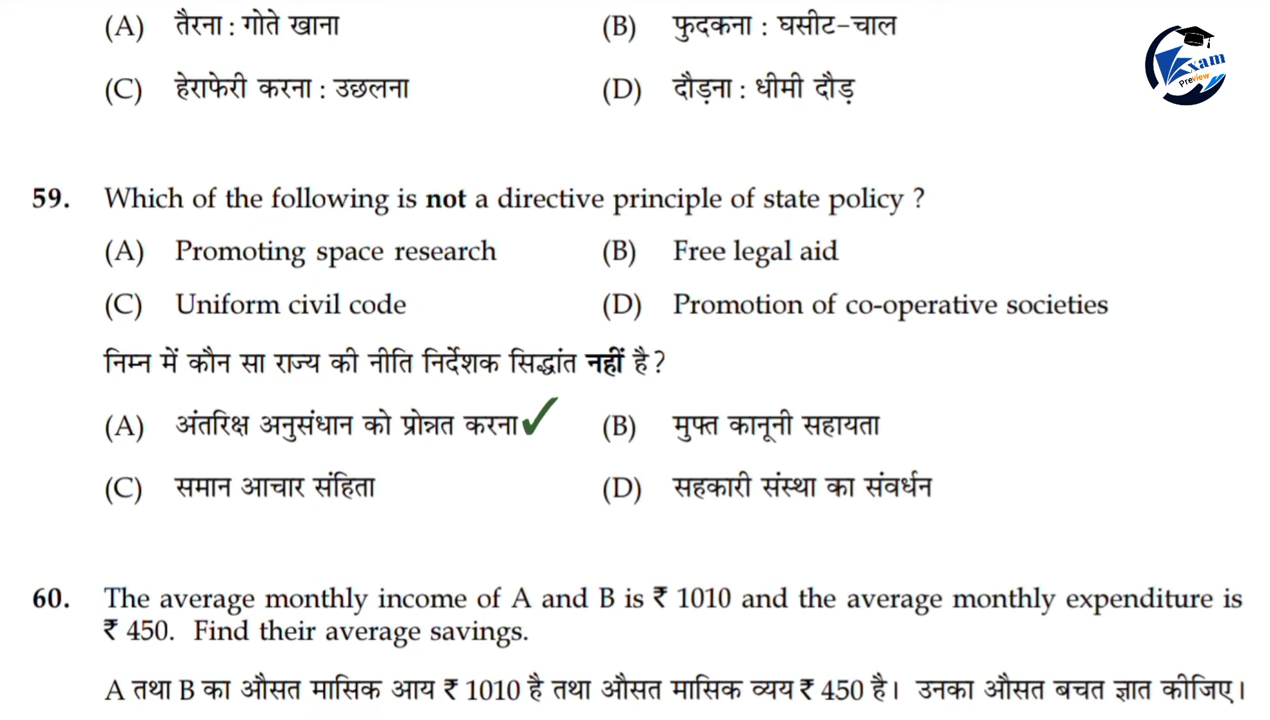 (A) तैरना : गोते खाना (B) फुदकना : घसीट-चाल
(C) हेराफेरी करना : उछलना (D) दौड़ना : धीमी दौड़
Exam
Preview
59. Which of the following is not a directive principle of state policy ?
(A) Promoting space research (B) Free legal aid
(C) Uniform civil code (D) Promotion of co-operative societies
निम्न में कौन सा राज्य की नीति निर्देशक सिद्धांत नहीं है ?
(A) अंतरिक्ष अनुसंधान को प्रोन्नत करना ✓ (B) मुफ्त कानूनी सहायता
(C) समान आचार संहिता (D) सहकारी संस्था का संवर्धन
60. The average monthly income of A and B is ₹ 1010 and the average monthly expenditure is
₹ 450. Find their average savings.
A तथा B का औसत मासिक आय ₹ 1010 है तथा औसत मासिक व्यय ₹ 450 है। उनका औसत बचत ज्ञात कीजिए।